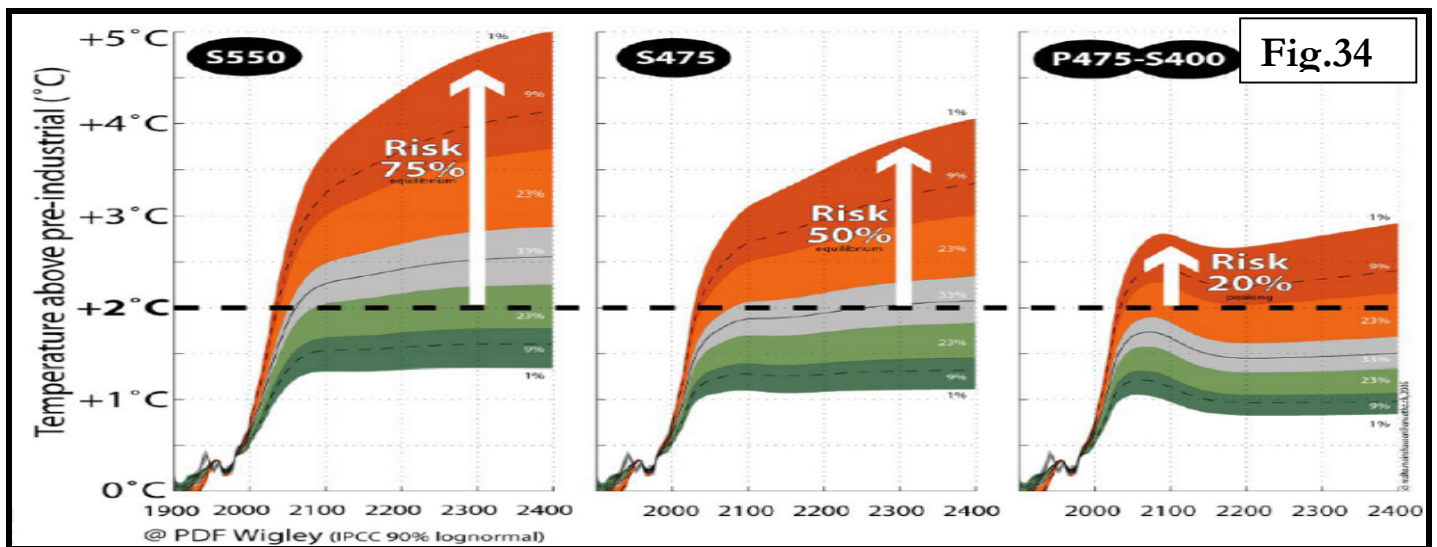 Fig.34
Temperature above pre-industrial (°C)
+5°C
+4°C
+3°C
+2°C
+1°C
0°C
S550
1%
9%
Risk
75%
equilibrium
23%
33%
23%
9%
1%
1900 2000 2100 2200 2300 2400
S475
1%
9%
Risk
50%
equilibrium
23%
33%
23%
9%
1%
2000 2100 2200 2300 2400
P475-S400
1%
Risk
20%
peaking
9%
23%
33%
23%
9%
1%
2000 2100 2200 2300 2400
@ PDF Wigley (IPCC 90% lognormal)